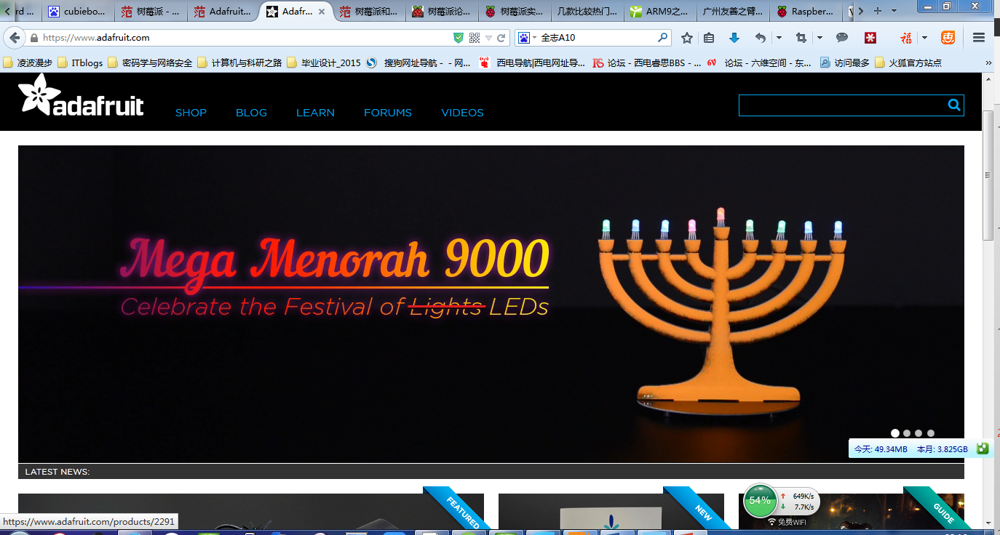 rd ...
cubiebo...
树莓派 - ...
Adafruit...
Adafr...
树莓派和...
树莓派论...
树莓派实...
几款比较热门...
ARM9之...
广州友善之臂...
Raspber...
https://www.adafruit.com
全志A10
凌波漫步
ITblogs
密码学与网络安全
计算机与科研之路
毕业设计_2015
搜狗网址导航 - - 网...
西电导航|西电网址导...
RS
论坛 - 西电睿思BBS - ...
6V
论坛 - 六维空间 - 东...
访问最多
火狐官方站点
adafruit
SHOP
BLOG
LEARN
FORUMS
VIDEOS
Mega Menorah 9000
Celebrate the Festival of Lights LEDs
今天: 49.34MB 本月: 3.825GB
LATEST NEWS:
FEATURED
NEW
GUIDE
54%
649K/s
7.7K/s
免费WIFI
https://www.adafruit.com/products/2291